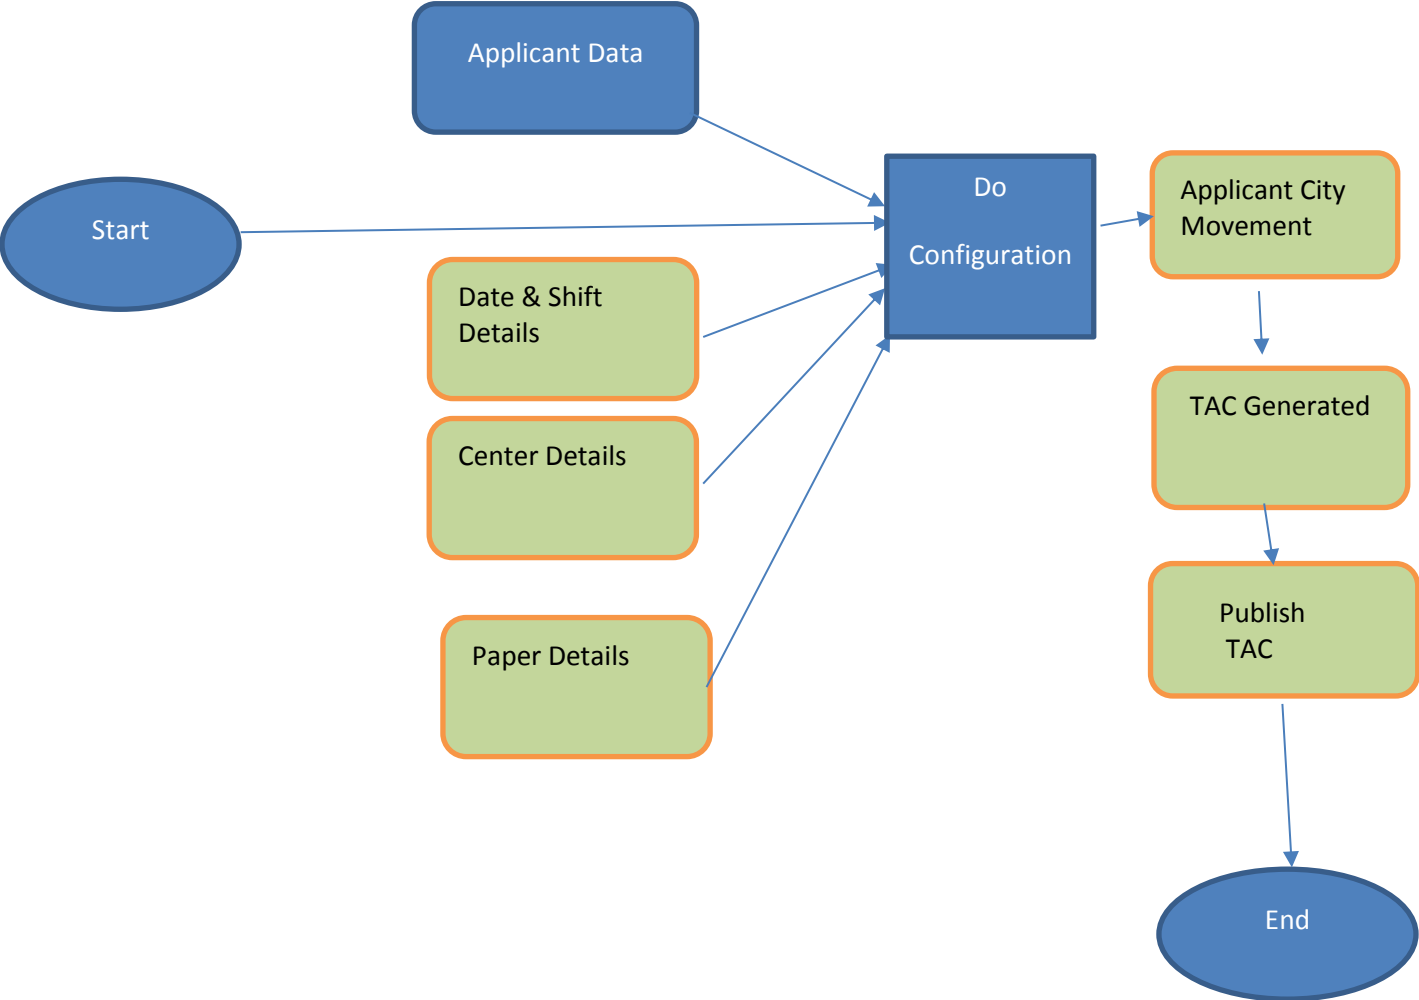 Applicant Data
Start
Do
Configuration
Date & Shift
Details
Center Details
Paper Details
Applicant City
Movement
TAC Generated
Publish
TAC
End